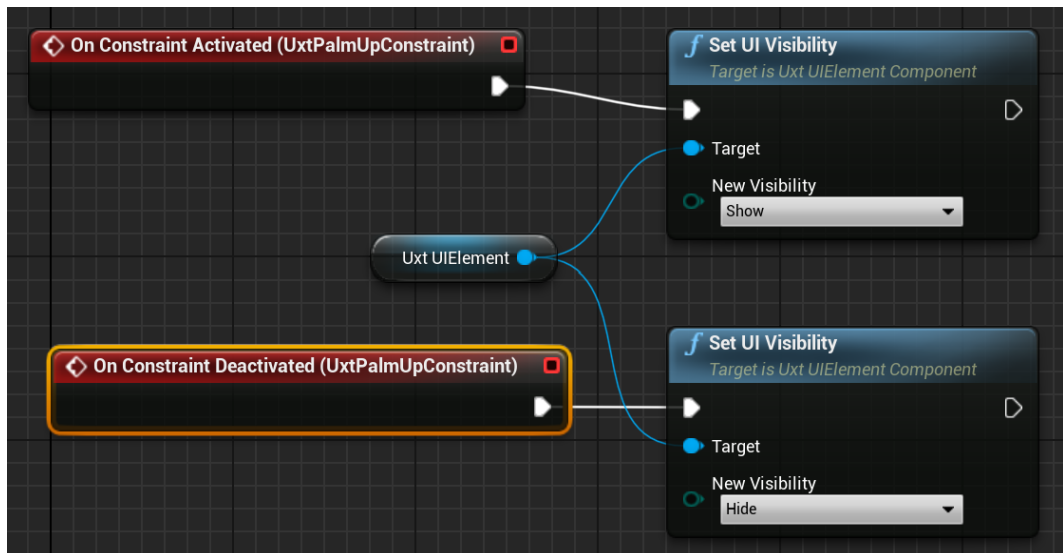 On Constraint Activated (UxtPalmUpConstraint)
f Set UI Visibility
Target is Uxt UIElement Component
Target
New Visibility
Show
Uxt UIElement
On Constraint Deactivated (UxtPalmUpConstraint)
f Set UI Visibility
Target is Uxt UIElement Component
Target
New Visibility
Hide